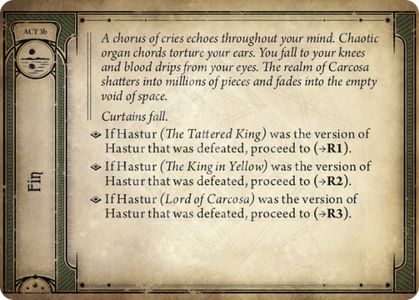 ACT 3b
Fin
A chorus of cries echoes throughout your mind. Chaotic
organ chords torture your ears. You fall to your knees
and blood drips from your eyes. The realm of Carcosa
shatters into millions of pieces and fades into the empty
void of space.
Curtains fall.
If Hastur (The Tattered King) was the version of
Hastur that was defeated, proceed to (→R1).
If Hastur (The King in Yellow) was the version of
Hastur that was defeated, proceed to (→R2).
If Hastur (Lord of Carcosa) was the version of
Hastur that was defeated, proceed to (→R3).